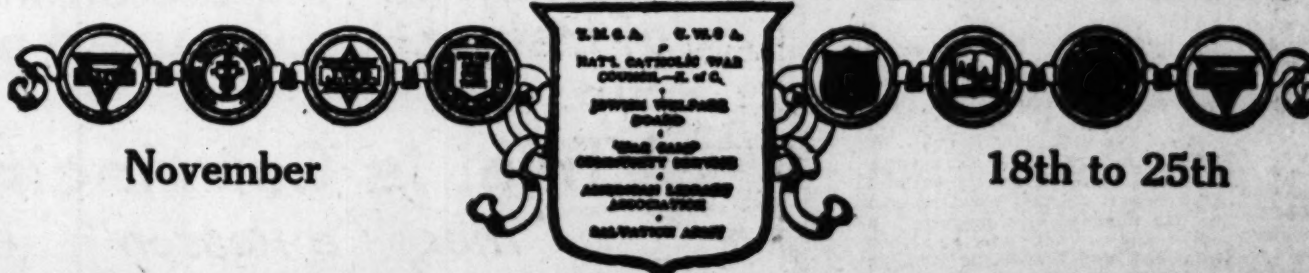 Y. M. C. A. Y. W. C A.
NAT'L CATHOLIC WAR
COUNCIL—K. of C.
JEWISH WELFARE
BOARD
WAR CAMP
COMMUNITY SERVICE
AMERICAN LIBRARY
ASSOCIATION
SALVATION ARMY
November
18th to 25th